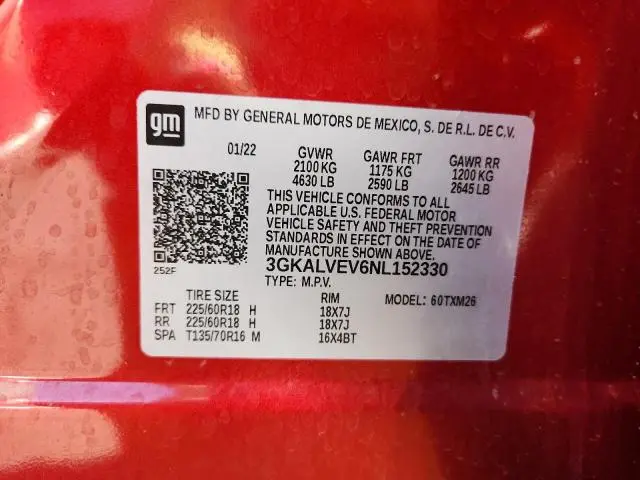 gm
MFD BY GENERAL MOTORS DE MEXICO, S. DE R.L. DE C.V.
01/22 GVWR GAWR FRT GAWR RR
2100 KG 1175 KG 1200 KG
4630 LB 2590 LB 2645 LB
THIS VEHICLE CONFORMS TO ALL
APPLICABLE U.S. FEDERAL MOTOR
VEHICLE SAFETY AND THEFT PREVENTION
STANDARDS IN EFFECT ON THE DATE OF
MANUFACTURE SHOWN ABOVE.
252F
3GKALVEV6NL152330
TYPE: M.P.V.
TIRE SIZE RIM MODEL: 60TXM26
FRT 225/60R18 H 18X7J
RR 225/60R18 H 18X7J
SPA T135/70R16 M 16X4BT